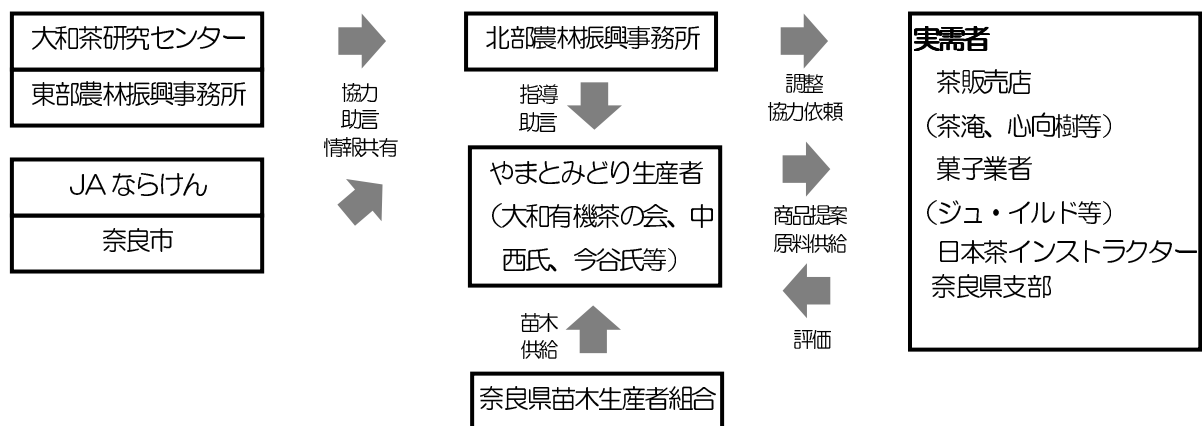 大和茶研究センター
東部農林振興事務所
JAならけん
奈良市
協力
助言
情報共有
北部農林振興事務所
指導
助言
やまとみどり生産者
(大和有機茶の会、中
西氏、今谷氏等)
苗木
供給
奈良県苗木生産者組合
調整
協力依頼
商品提案
原料供給
評価
実需者
茶販売店
(茶淹、心向樹等)
菓子業者
(ジュ・イルド等)
日本茶インストラクター
奈良県支部